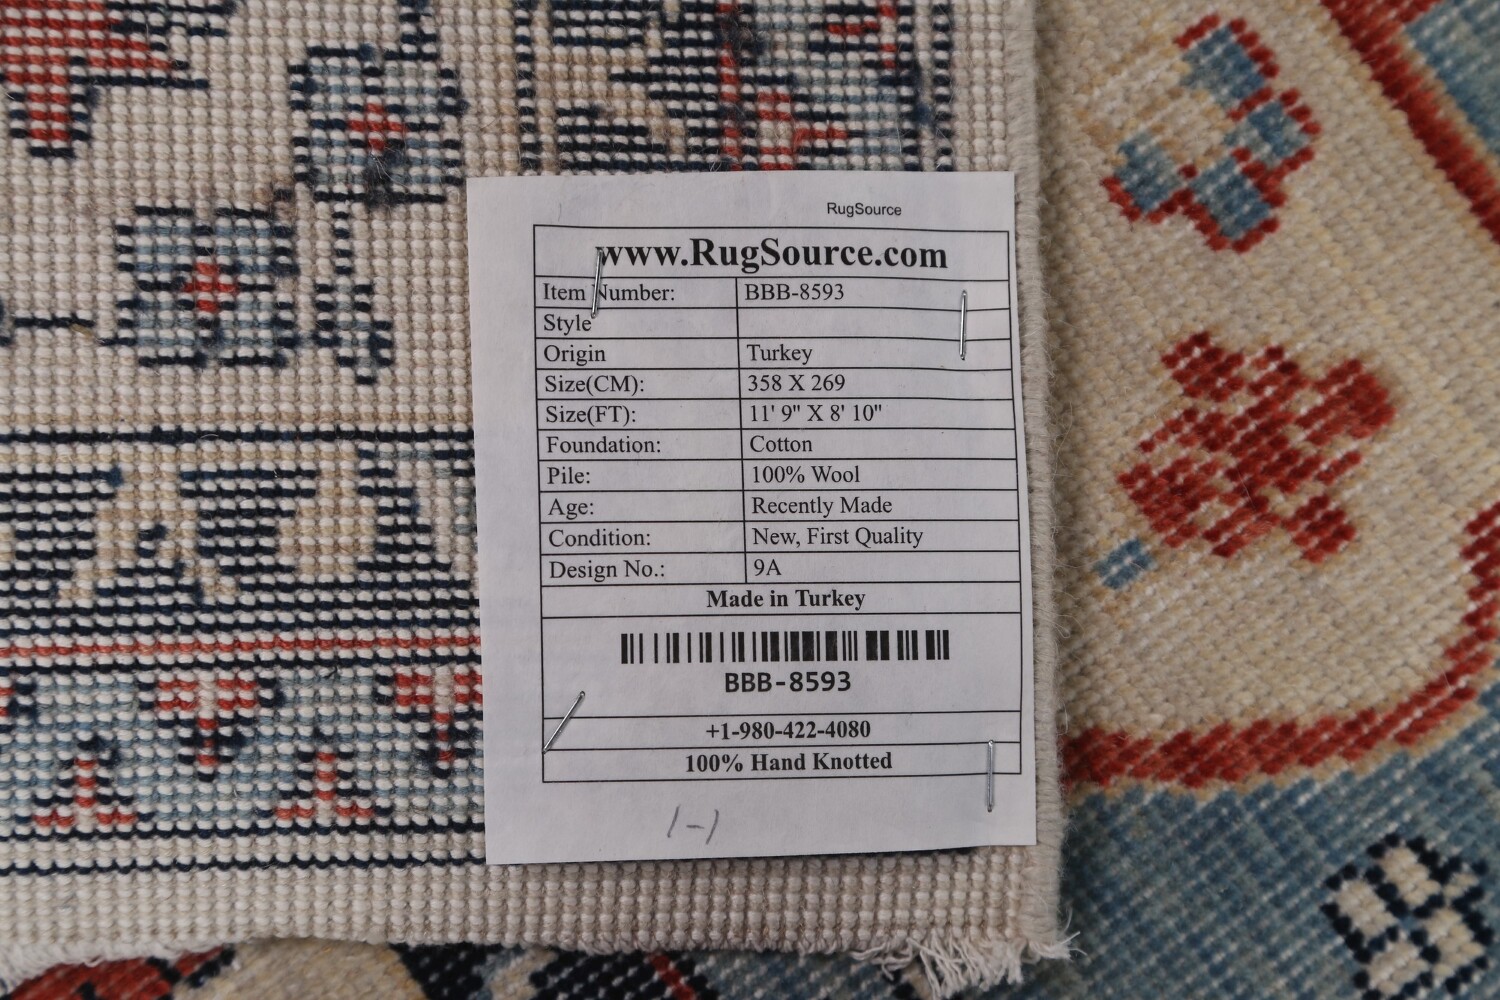 RugSource
www.RugSource.com
Item Number: BBB-8593
Style
Origin Turkey
Size(CM): 358 X 269
Size(FT): 11' 9" X 8' 10"
Foundation: Cotton
Pile: 100% Wool
Age: Recently Made
Condition: New, First Quality
Design No.: 9A
Made in Turkey
BBB-8593
+1-980-422-4080
100% Hand Knotted
1-1